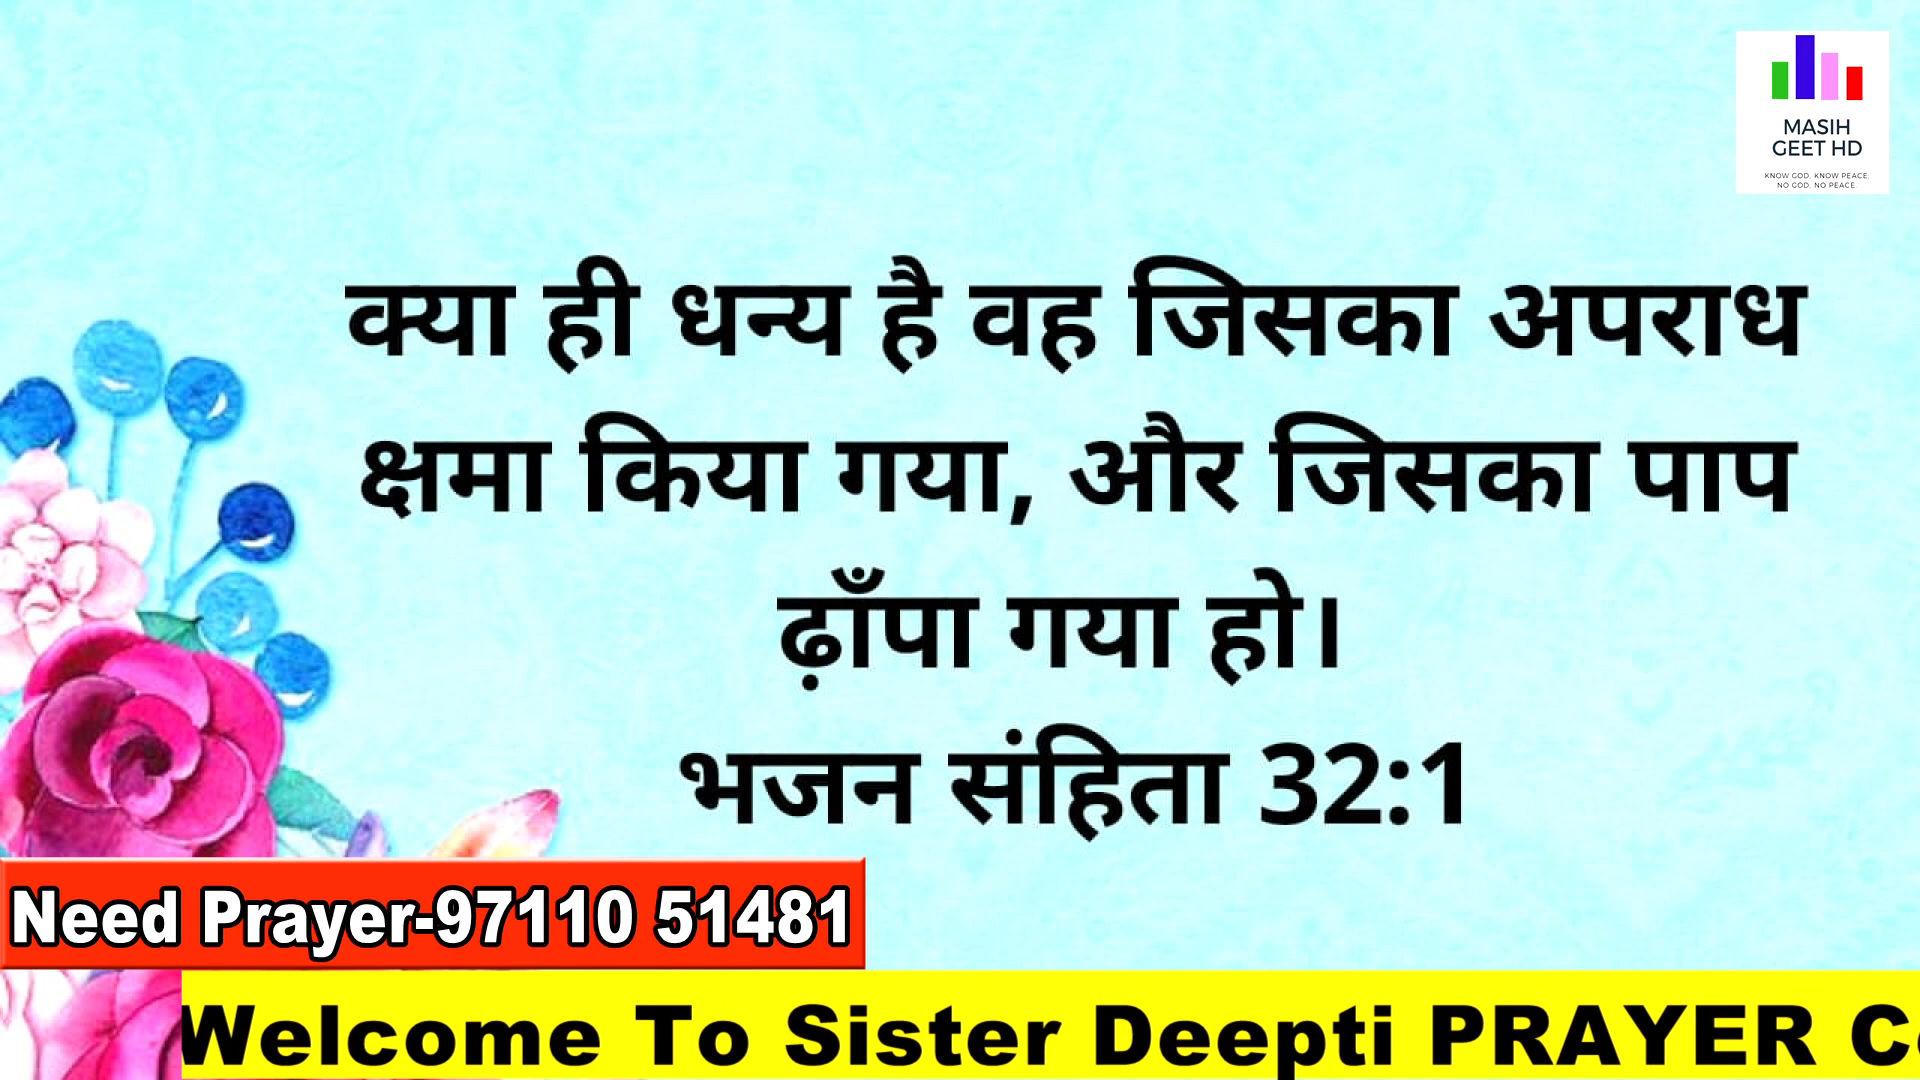 MASIH
GEET HD
KNOW GOD. KNOW PEACE:
NO GOD. NO PEACE.
क्या ही धन्य है वह जिसका अपराध
क्षमा किया गया, और जिसका पाप
ढ़ाँपा गया हो।
भजन संहिता 32:1
Need Prayer-97110 51481
Welcome To Sister Deepti PRAYER